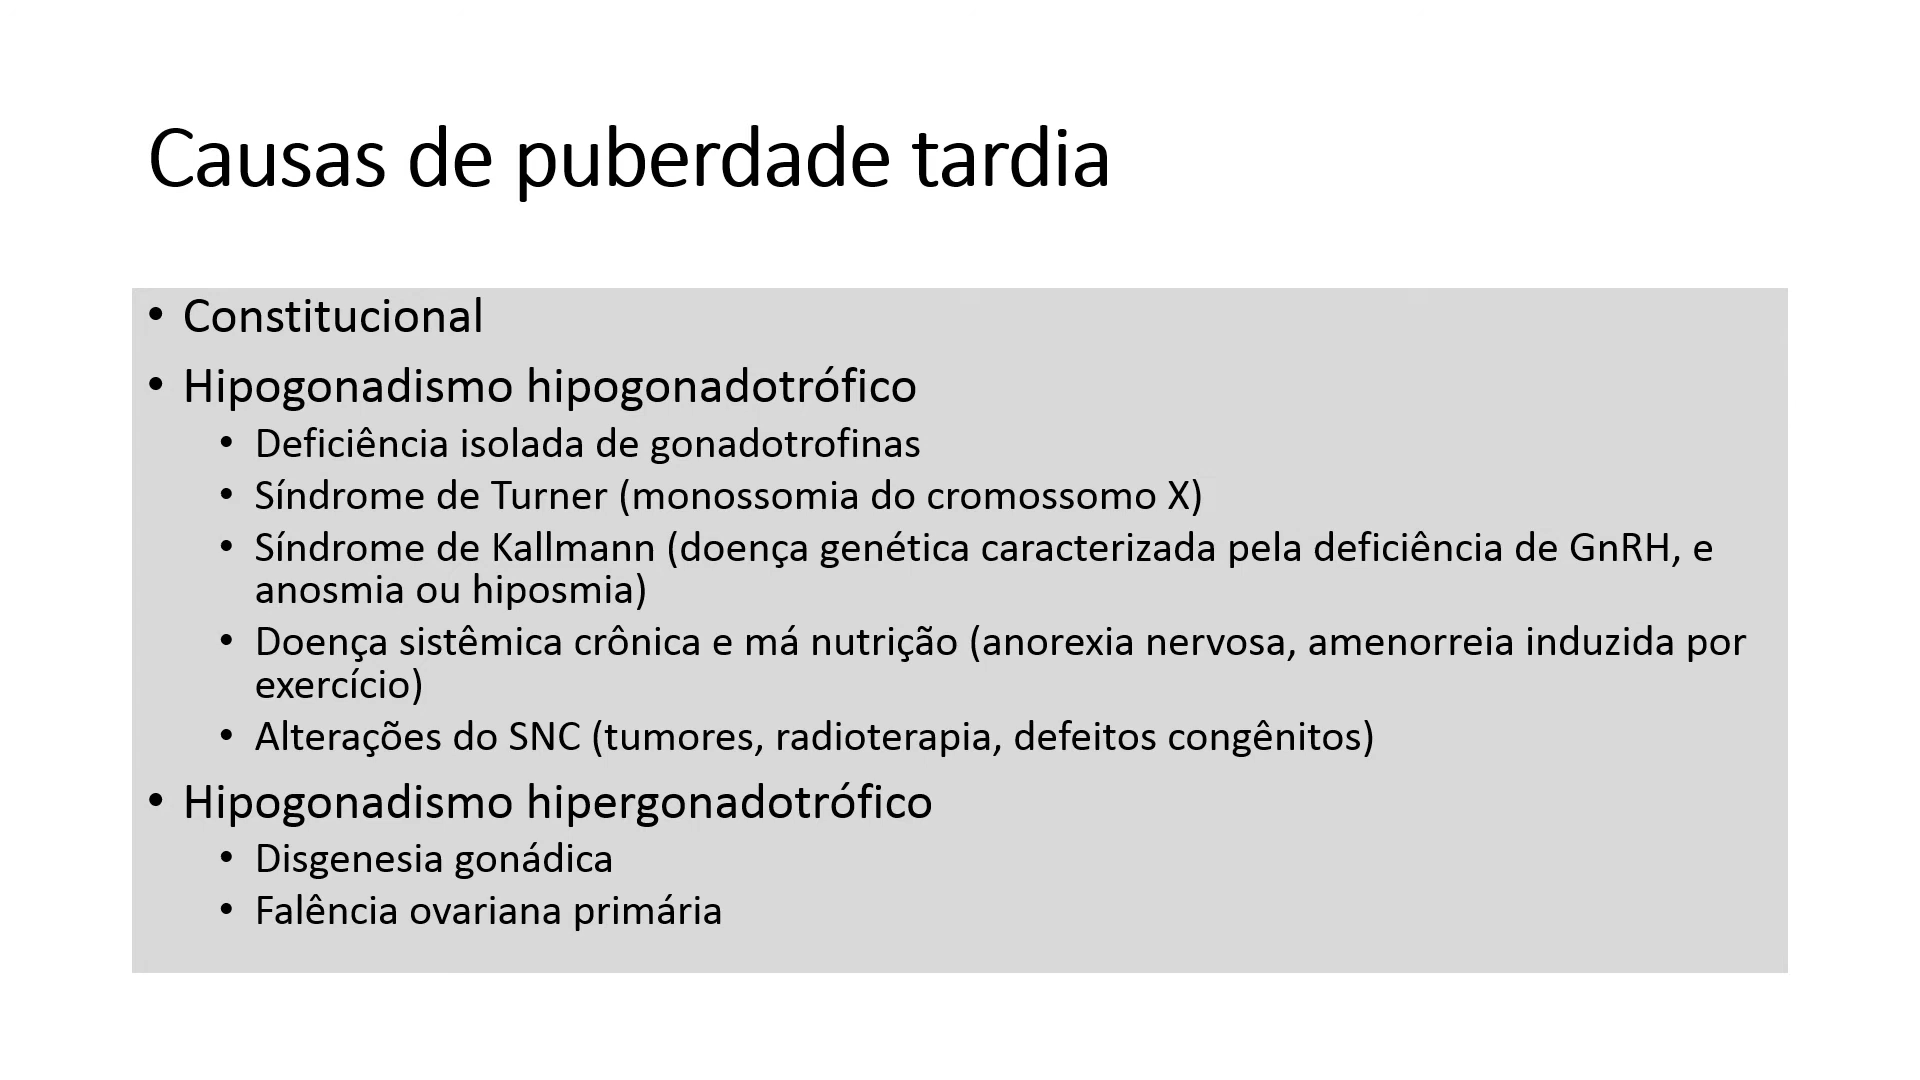 Causas de puberdade tardia
• Constitucional
• Hipogonadismo hipogonadotrófico
• Deficiência isolada de gonadotrofinas
• Síndrome de Turner (monossomia do cromossomo X)
• Síndrome de Kallmann (doença genética caracterizada pela deficiência de GnRH, e
anosmia ou hiposmia)
• Doença sistêmica crônica e má nutrição (anorexia nervosa, amenorreia induzida por
exercício)
• Alterações do SNC (tumores, radioterapia, defeitos congênitos)
• Hipogonadismo hipergonadotrófico
• Disgenesia gonádica
• Falência ovariana primária